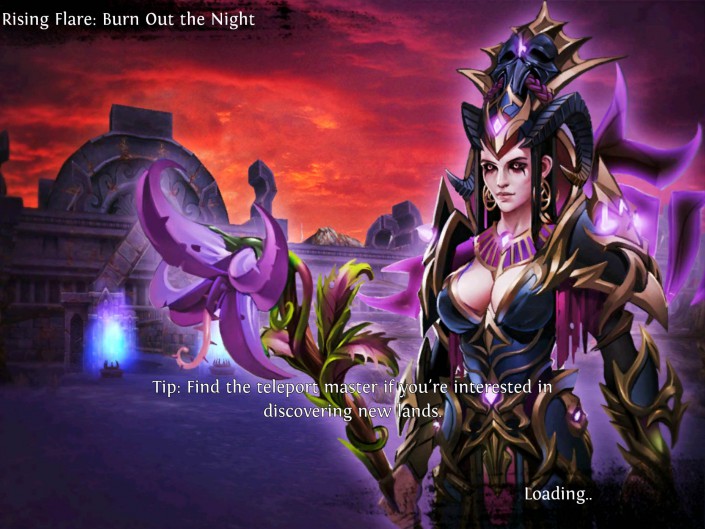 Rising Flare: Burn Out the Night
Tip: Find the teleport master if you're interested in
discovering new lands.
Loading..